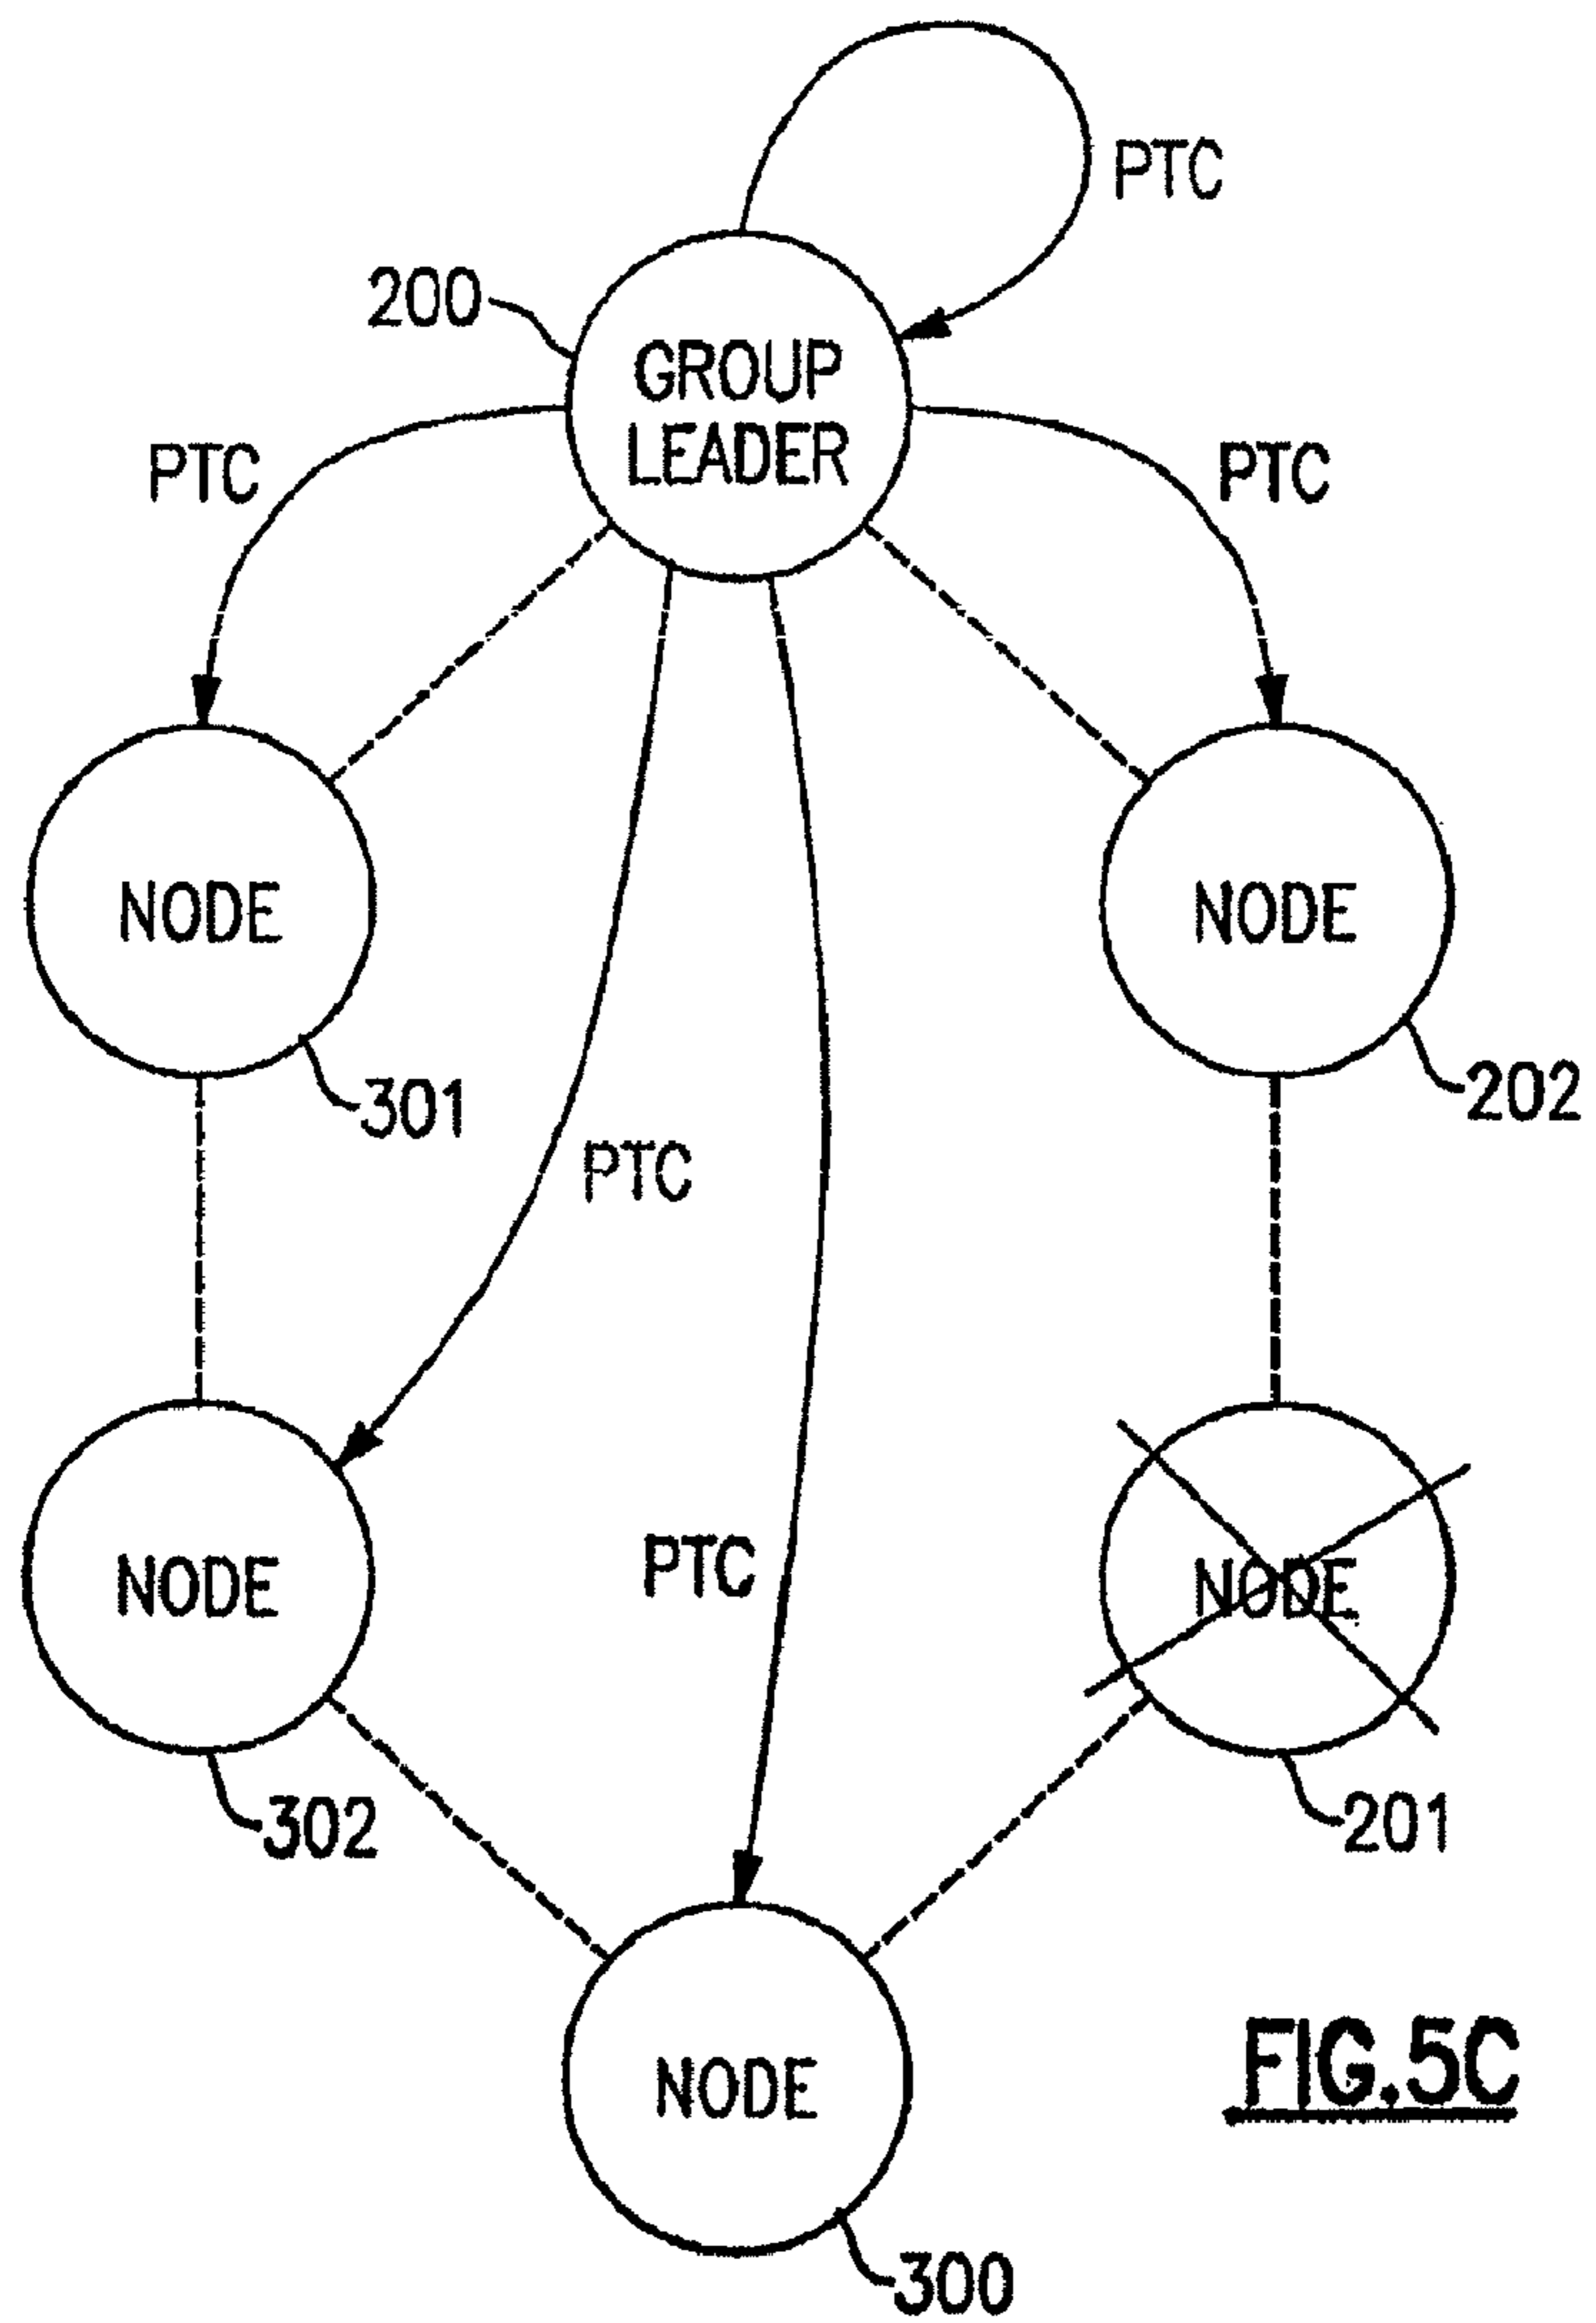 PTC
200
GROUP
LEADER
PTC
PTC
NODE
NODE
301
202
PTC
PTC
NODE
NODE
302
201
NODE
FIG.5C
300